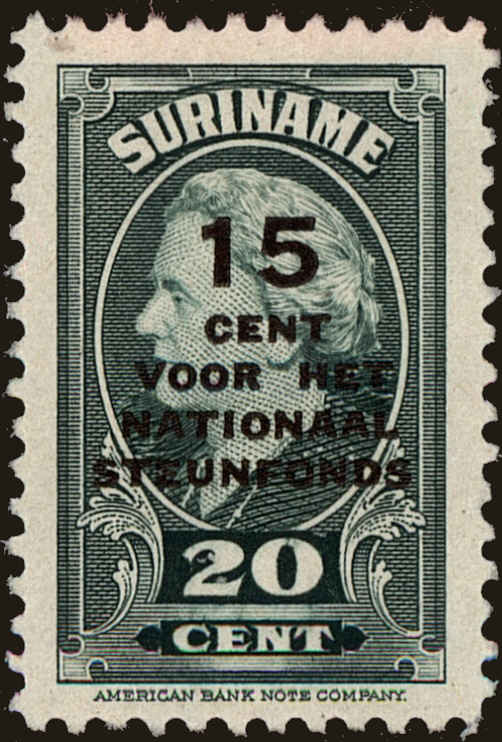 SURINAME
15
CENT
VOOR HET
NATIONAAL
STEUNFONDS
20
CENT
AMERICAN BANK NOTE COMPANY.